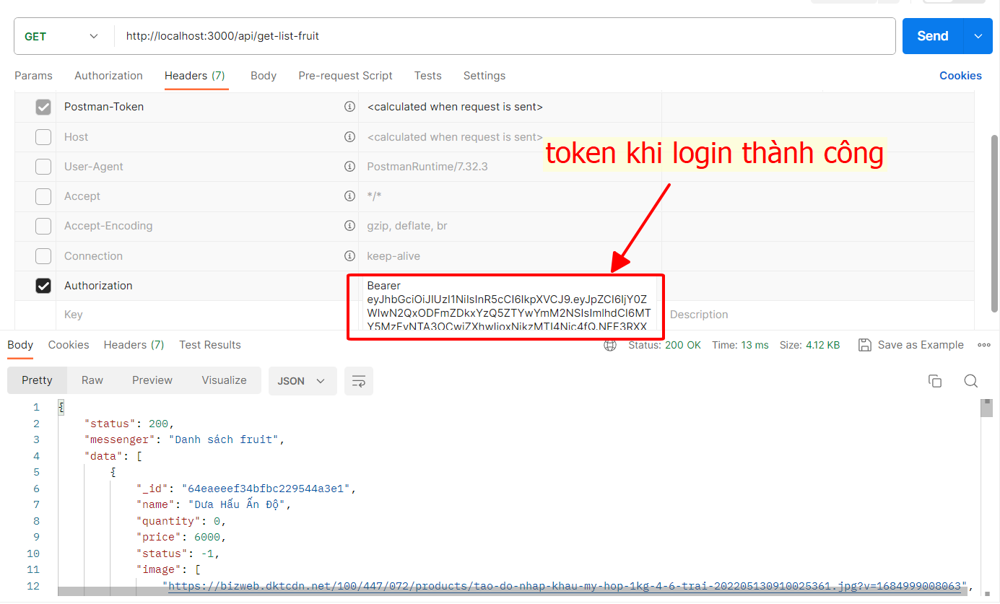 GET http://localhost:3000/api/get-list-fruit Send
Params Authorization Headers (7) Body Pre-request Script Tests Settings Cookies
Postman-Token <calculated when request is sent>
Host <calculated when request is sent>
token khi login thành công
User-Agent PostmanRuntime/7.32.3
Accept */*
Accept-Encoding gzip, deflate, br
Connection keep-alive
Authorization Bearer
eyJhbGciOiJIUzI1NiIsInR5cCI6IkpXVCJ9.eyJpZCI6IjY0Z
WIwN2QxODFmZDkxYzQ5ZTYwYmM2NSIsImlhdCI6MT
Key Description
Body Cookies Headers (7) Test Results Status: 200 OK Time: 13 ms Size: 4.12 KB Save as Example
Pretty Raw Preview Visualize JSON
1 {
2 "status": 200,
3 "messenger": "Danh sách fruit",
4 "data": [
5 {
6 "_id": "64eaeeef34bfbc229544a3e1",
7 "name": "Dưa Hấu Ấn Độ",
8 "quantity": 0,
9 "price": 6000,
10 "status": -1,
11 "image": [
12 "https://bizweb.dktcdn.net/100/447/072/products/tao-do-nhap-khau-my-hop-1kg-4-6-trai-202205130910025361.jpg?v=1684999008063",